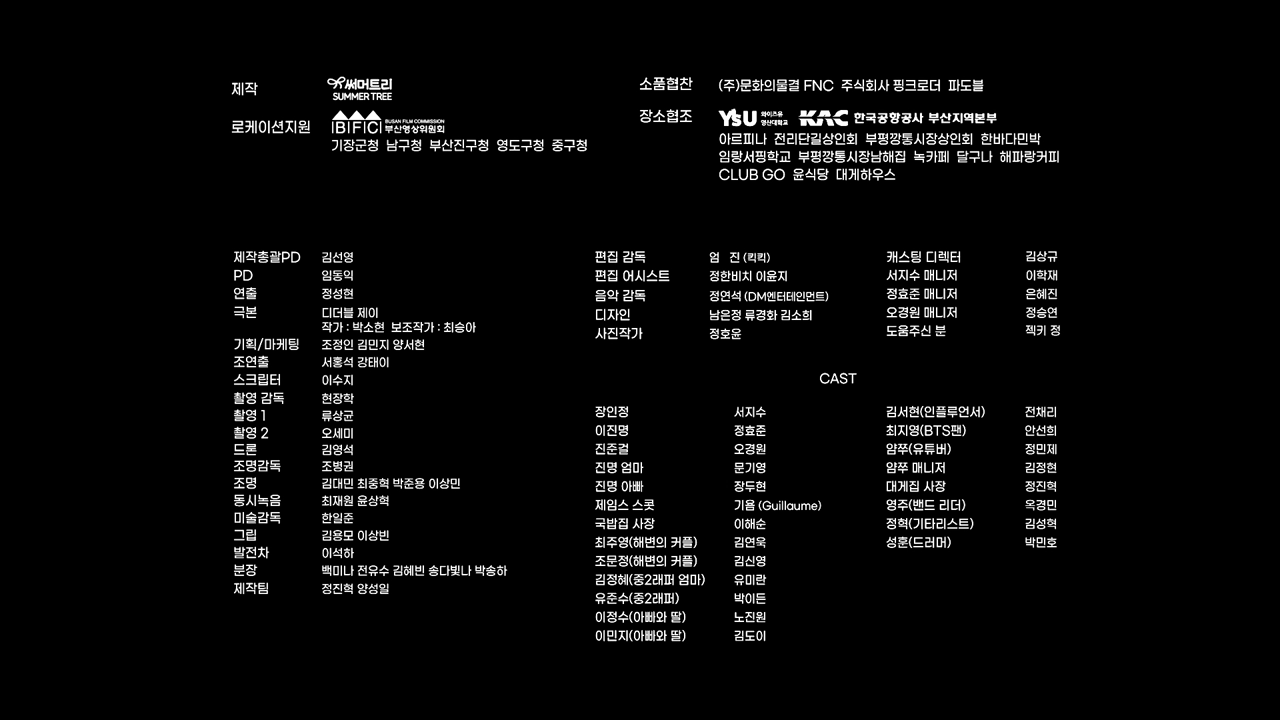 제작 써머트리
SUMMER TREE
로케이션지원 BIFC BUSAN FILM COMMISSION
부산영상위원회
기장군청 남구청 부산진구청 영도구청 중구청
소품협찬 (주)문화의물결 FNC 주식회사 핑크로더 파도블
장소협조 YSU 와이즈유 영산대학교 KAC 한국공항공사 부산지역본부
아르피나 전리단길상인회 부평깡통시장상인회 한바다민박
임랑서핑학교 부평깡통시장남해집 녹카페 달구나 해파랑커피
CLUB GO 윤식당 대게하우스
제작총괄PD 김선영
PD 임동익
연출 정성현
극본 디더블 제이
작가 : 박소현 보조작가 : 최승아
기획/마케팅 조정인 김민지 양서현
조연출 서홍석 강태이
스크립터 이수지
촬영 감독 현장학
촬영 1 류상균
촬영 2 오세미
드론 김영석
조명감독 조병권
조명 김대민 최중혁 박준용 이상민
동시녹음 최재원 윤상혁
미술감독 한일준
그립 김용모 이상빈
발전차 이석하
분장 백미나 전유수 김혜빈 송다빛나 박송하
제작팀 정진혁 양성일
편집 감독 엄 진 (킥킥)
편집 어시스트 정한비치 이윤지
음악 감독 정연석 (DM엔터테인먼트)
디자인 남은정 류경화 김소희
사진작가 정호윤
캐스팅 디렉터 김상규
서지수 매니저 이학재
정효준 매니저 은혜진
오경원 매니저 정승연
도움주신 분 젝키 정
CAST
장인정 서지수
이진명 정효준
진준걸 오경원
진명 엄마 문기영
진명 아빠 장두현
제임스 스콧 기욤 (Guillaume)
국밥집 사장 이해순
최주영(해변의 커플) 김연욱
조문정(해변의 커플) 김신영
김정혜(중2래퍼 엄마) 유미란
유준수(중2래퍼) 박이든
이정수(아빠와 딸) 노진원
이민지(아빠와 딸) 김도이
김서현(인플루언서) 전채리
최지영(BTS팬) 안선희
얌쭈(유튜버) 정민제
얌쭈 매니저 김정현
대게집 사장 정진혁
영주(밴드 리더) 옥경민
정혁(기타리스트) 김성혁
성훈(드러머) 박민호